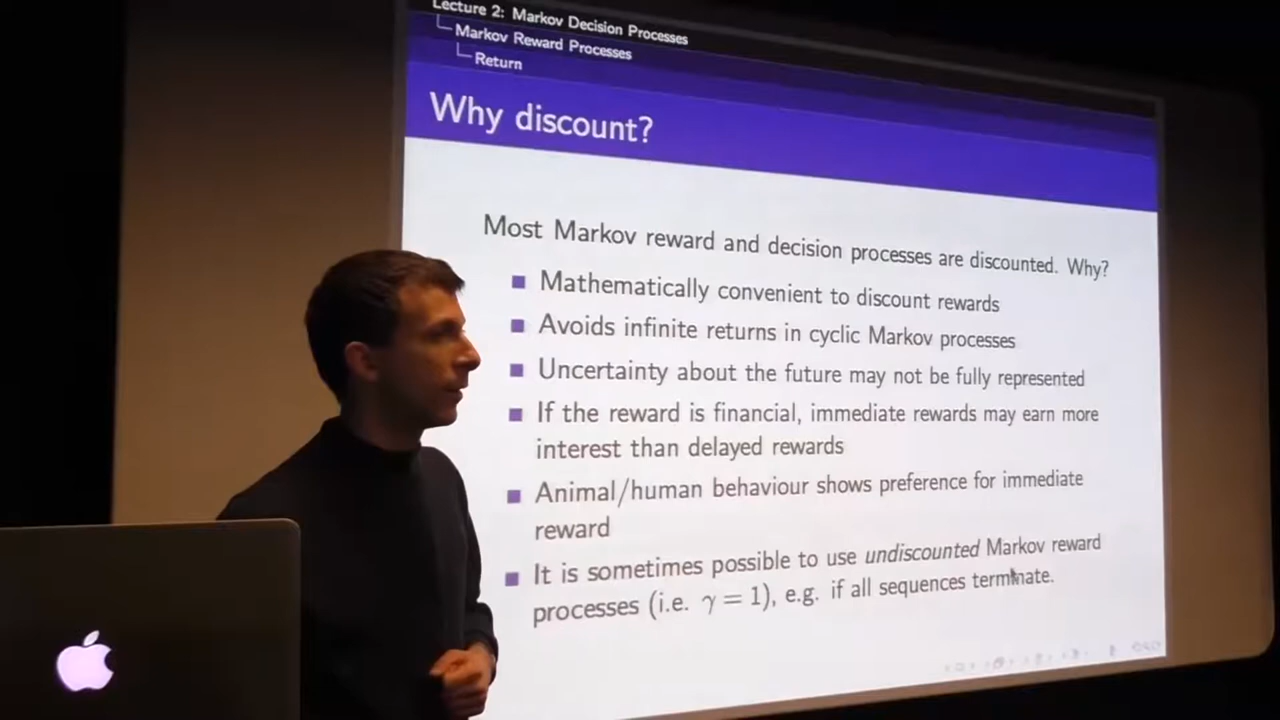 Lecture 2: Markov Decision Processes
Markov Reward Processes
Return
Why discount?
Most Markov reward and decision processes are discounted. Why?
Mathematically convenient to discount rewards
Avoids infinite returns in cyclic Markov processes
Uncertainty about the future may not be fully represented
If the reward is financial, immediate rewards may earn more
interest than delayed rewards
Animal/human behaviour shows preference for immediate
reward
It is sometimes possible to use undiscounted Markov reward
processes (i.e. γ = 1), e.g. if all sequences terminate.